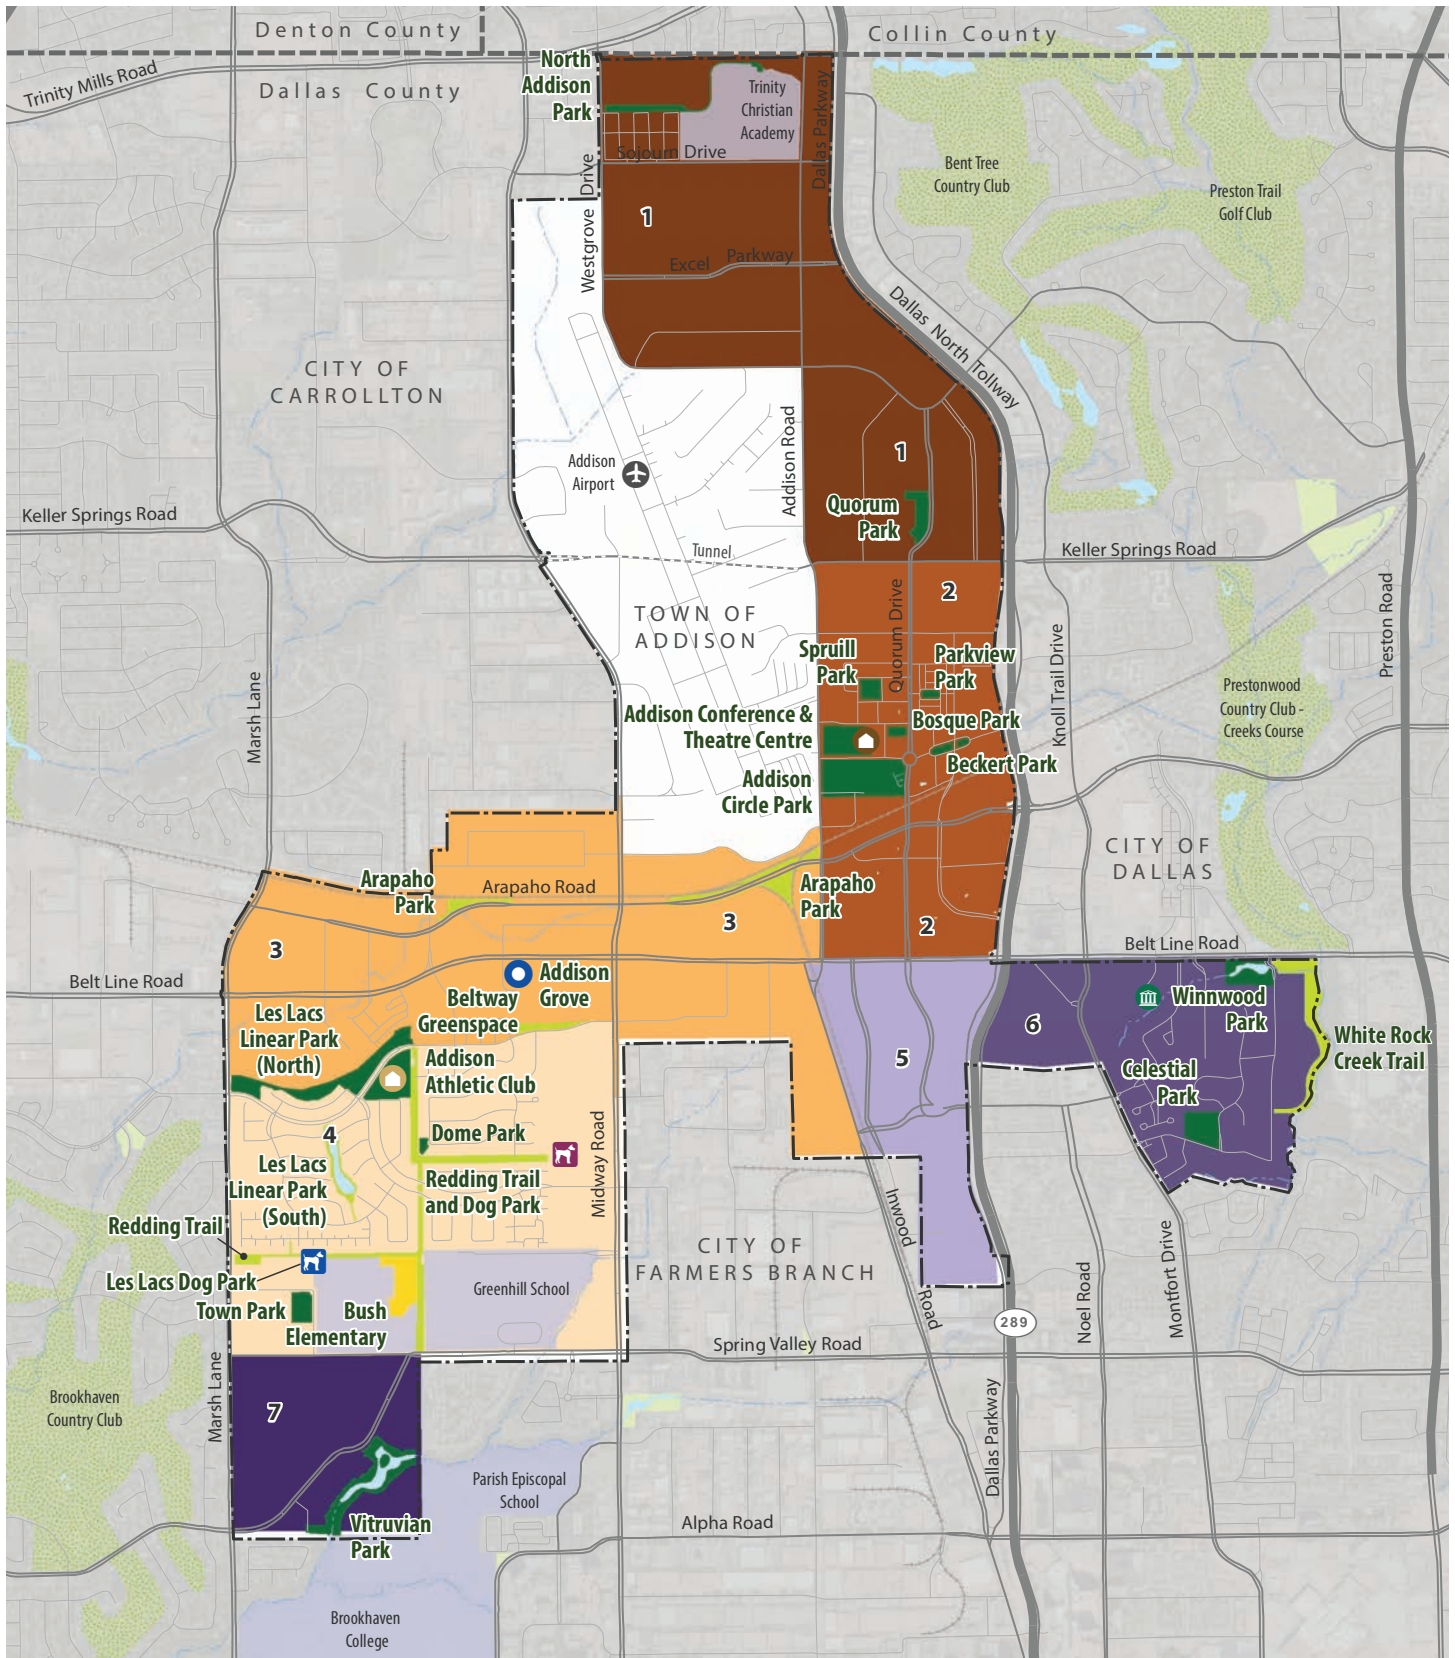 Denton County
Collin County
Trinity Mills Road
Dallas County
North
Addison
Park
Trinity
Christian
Academy
Dallas Parkway
Sojourn Drive
Westgrove Drive
Bent Tree
Country Club
Preston Trail
Golf Club
1
Excel Parkway
Dallas North Tollway
CITY OF
CARROLLTON
Addison
Airport
Addison Road
1
Quorum
Park
Keller Springs Road
Tunnel
Keller Springs Road
2
TOWN OF
ADDISON
Quorum Drive
Knoll Trail Drive
Preston Road
Marsh Lane
Spruill
Park
Parkview
Park
Prestonwood
Country Club -
Creeks Course
Addison Conference &
Theatre Centre
Bosque Park
Beckert Park
Addison
Circle Park
CITY OF
DALLAS
Arapaho
Park
Arapaho Road
Arapaho
Park
3
3
2
Belt Line Road
Belt Line Road
Addison
Grove
Beltway
Greenspace
Les Lacs
Linear Park
(North)
Addison
Athletic Club
Winnwood
Park
White Rock
Creek Trail
6
5
Celestial
Park
4
Dome Park
Midway Road
Les Lacs
Linear Park
(South)
Redding Trail
and Dog Park
Redding Trail
Les Lacs Dog Park
Town Park
Bush
Elementary
Greenhill School
CITY OF
FARMERS BRANCH
Inwood Road
289
Noel Road
Montfort Drive
Spring Valley Road
Marsh Lane
Brookhaven
Country Club
7
Dallas Parkway
Parish Episcopal
School
Vitruvian
Park
Alpha Road
Brookhaven
College